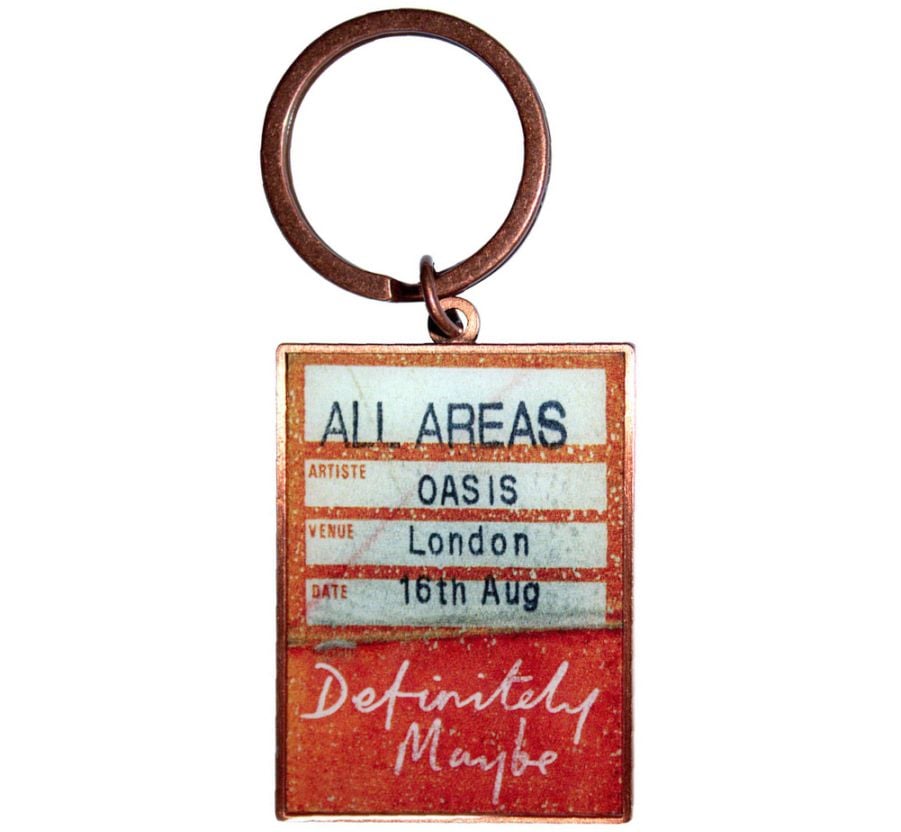 ALL AREAS
ARTISTE
OASIS
VENUE
London
DATE
16th Aug
Definitely
Maybe